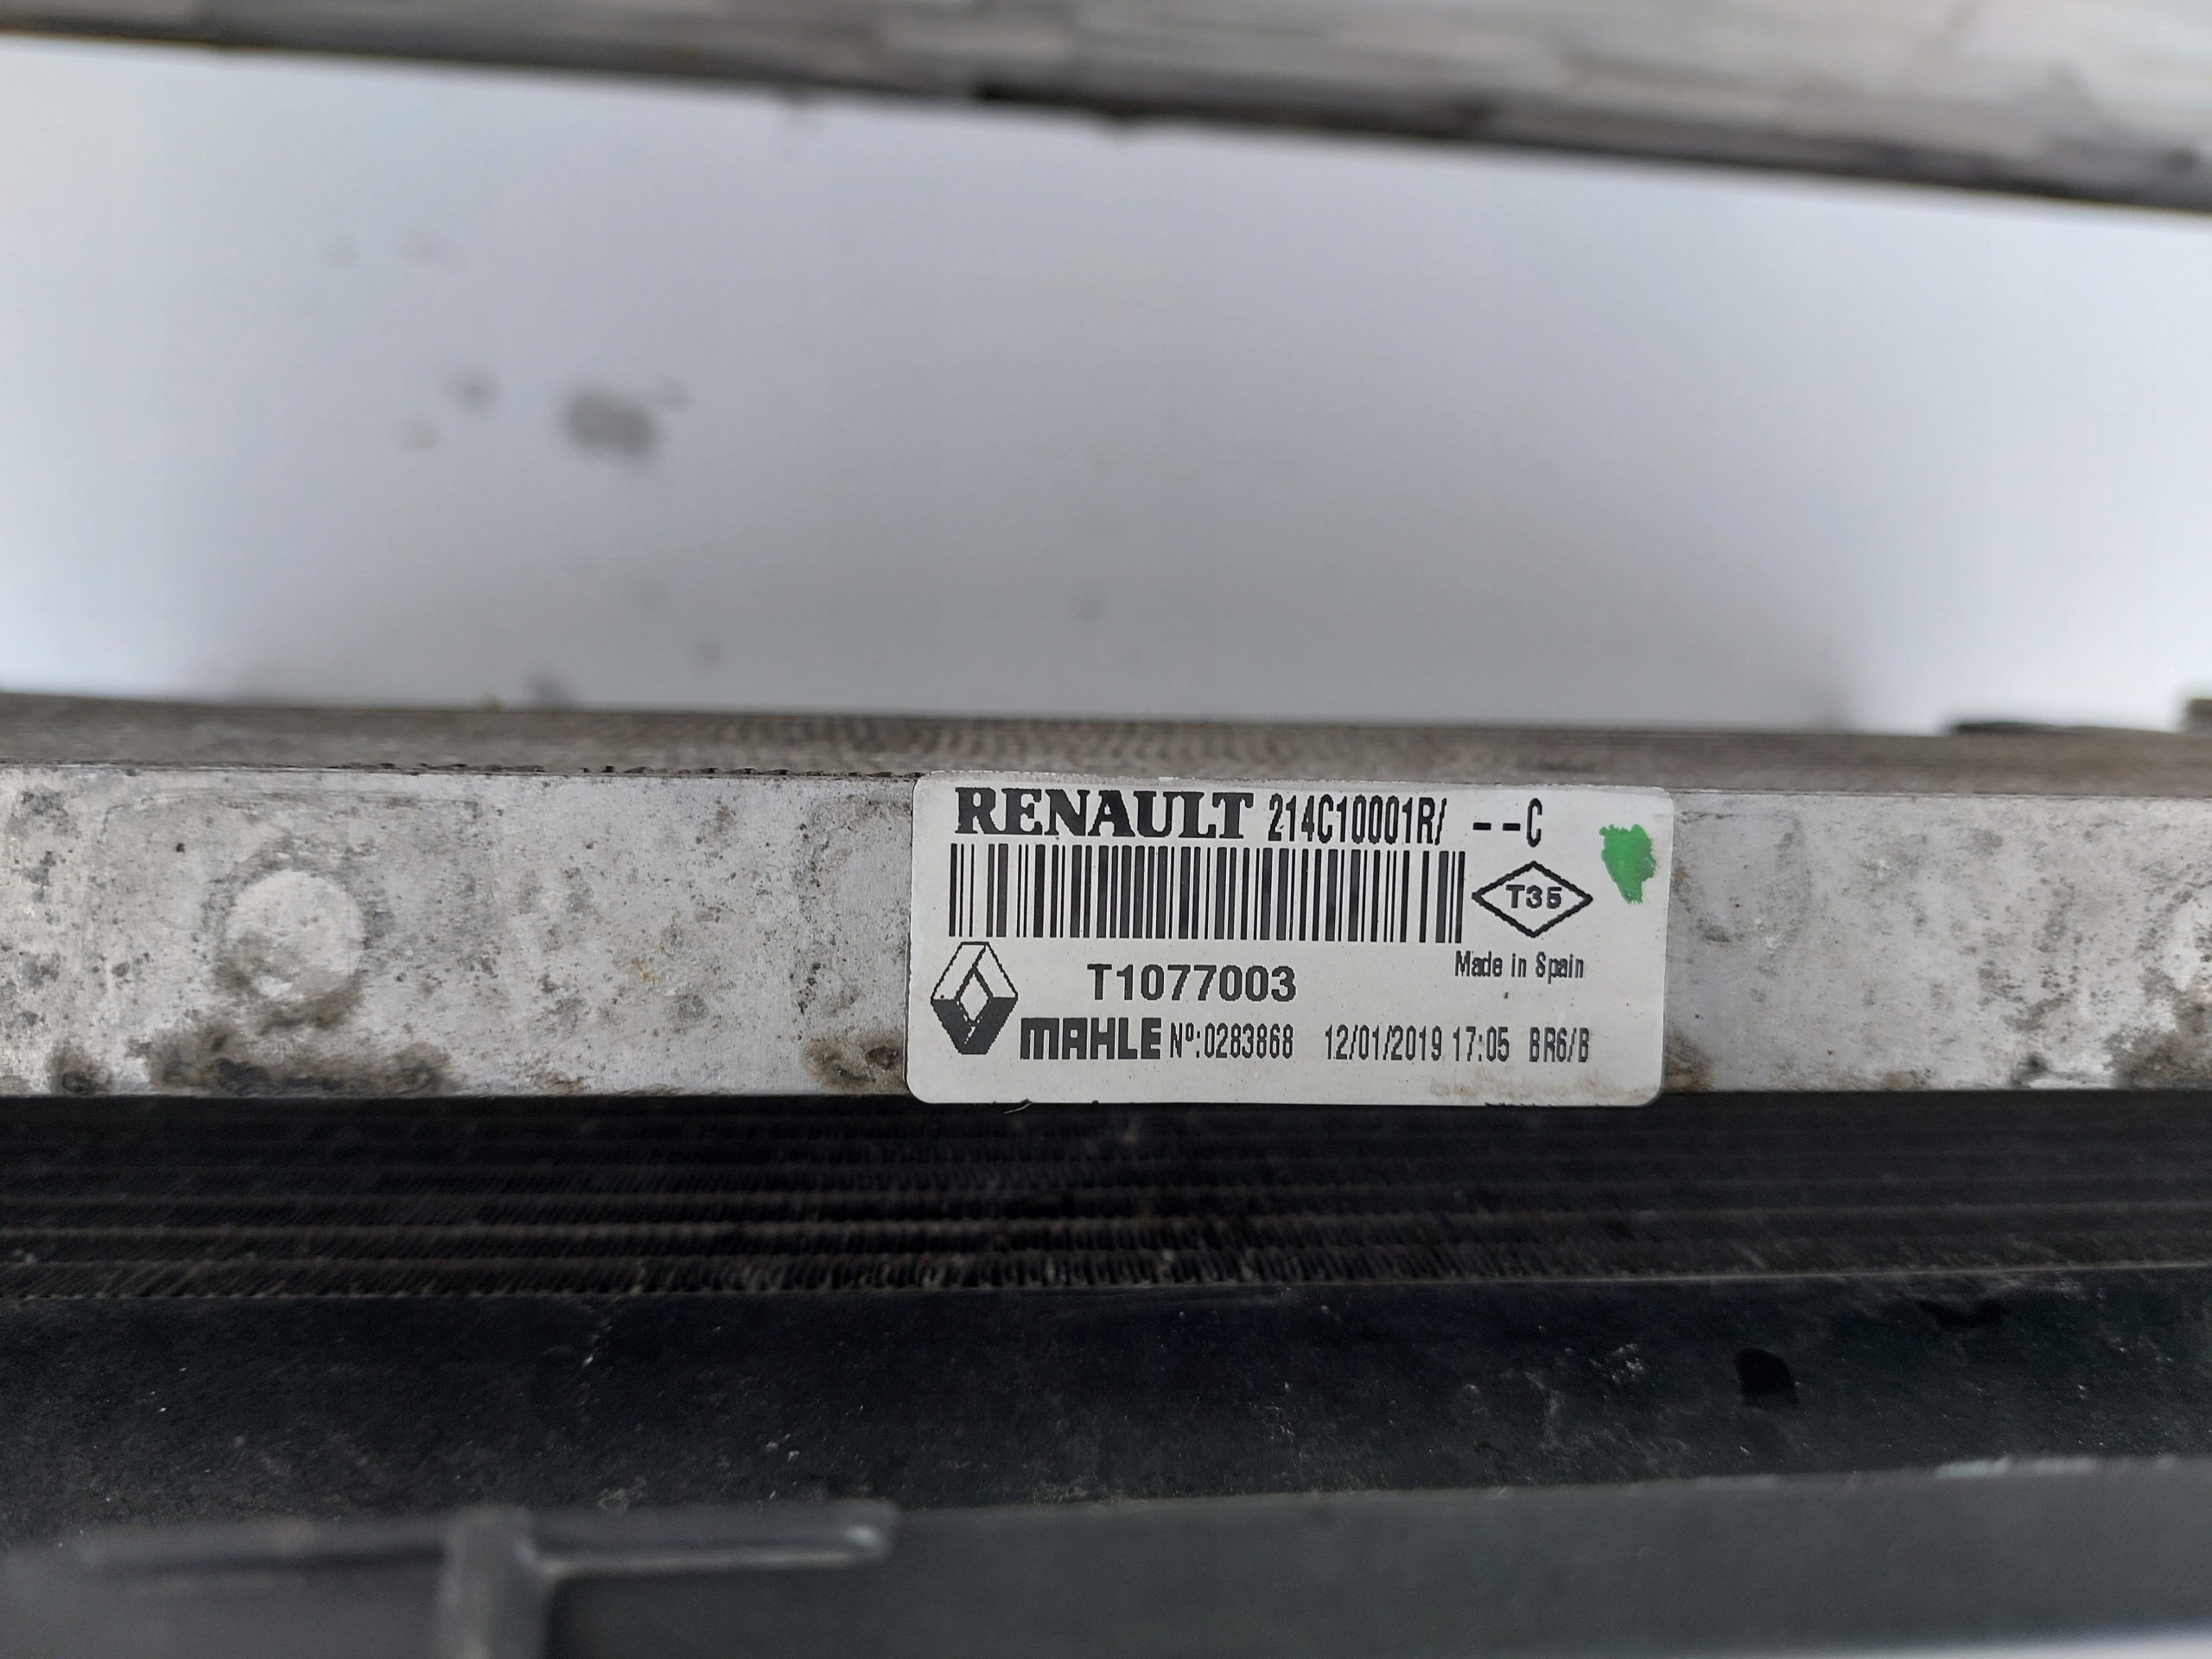 RENAULT 214C10001R/ --C
T35
Made in Spain
T1077003
MAHLE Nº:0283868 12/01/2019 17:05 BR6/B